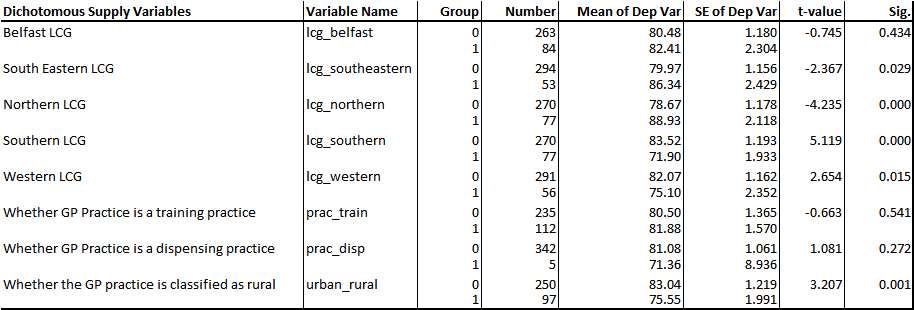 Dichotomous Supply Variables Variable Name Group Number Mean of Dep Var SE of Dep Var t-value Sig.
Belfast LCG lcg_belfast 0 263 80.48 1.180 -0.745 0.434
1 84 82.41 2.304
South Eastern LCG lcg_southeastern 0 294 79.97 1.156 -2.367 0.029
1 53 86.34 2.429
Northern LCG lcg_northern 0 270 78.67 1.178 -4.235 0.000
1 77 88.93 2.118
Southern LCG lcg_southern 0 270 83.52 1.193 5.119 0.000
1 77 71.90 1.933
Western LCG lcg_western 0 291 82.07 1.162 2.654 0.015
1 56 75.10 2.352
Whether GP Practice is a training practice prac_train 0 235 80.50 1.365 -0.663 0.541
1 112 81.88 1.570
Whether GP Practice is a dispensing practice prac_disp 0 342 81.08 1.061 1.081 0.272
1 5 71.36 8.936
Whether the GP practice is classified as rural urban_rural 0 250 83.04 1.219 3.207 0.001
1 97 75.55 1.991